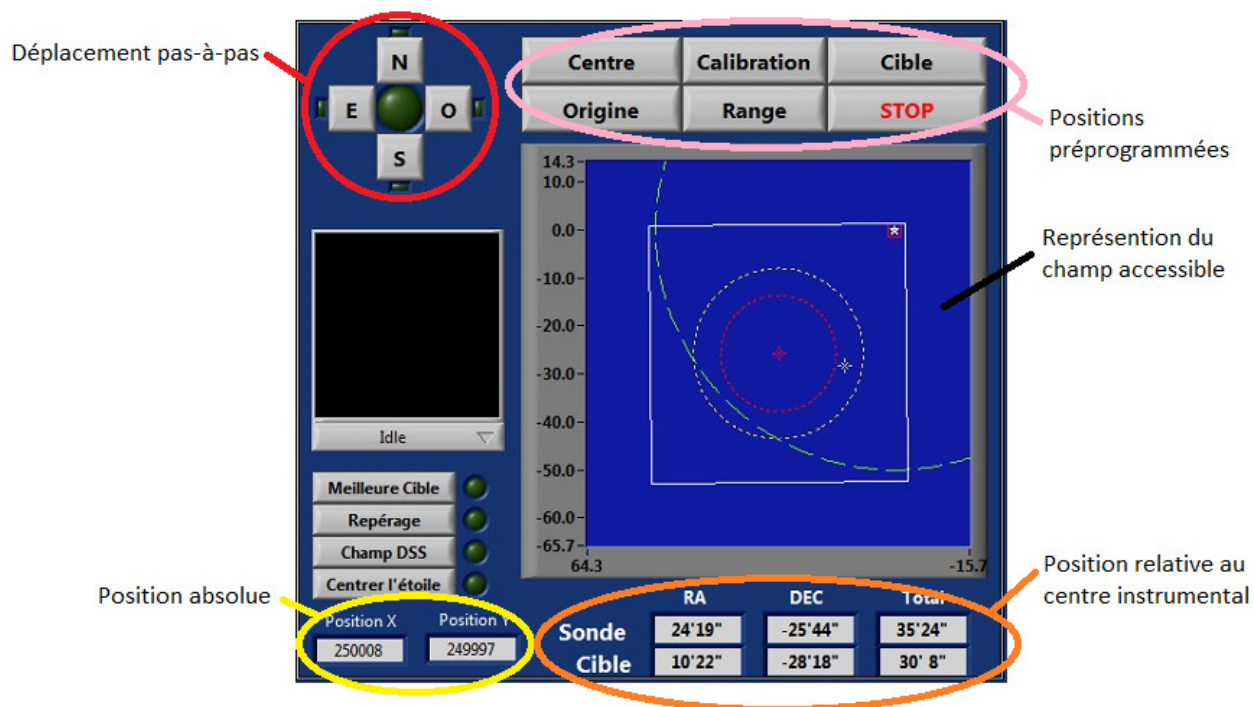 Déplacement pas-à-pas
N
E
O
S
Centre
Calibration
Cible
Origine
Range
STOP
Positions
préprogrammées
14.3
10.0
0.0
-10.0
-20.0
-30.0
-40.0
-50.0
-60.0
-65.7
64.3
-15.7
Représention du
champ accessible
Idle
Meilleure Cible
Repérage
Champ DSS
Centrer l'étoile
Position absolue
Position X
Position Y
250008
249997
RA
DEC
Total
Sonde
24'19"
-25'44"
35'24"
Cible
10'22"
-28'18"
30' 8"
Position relative au
centre instrumental